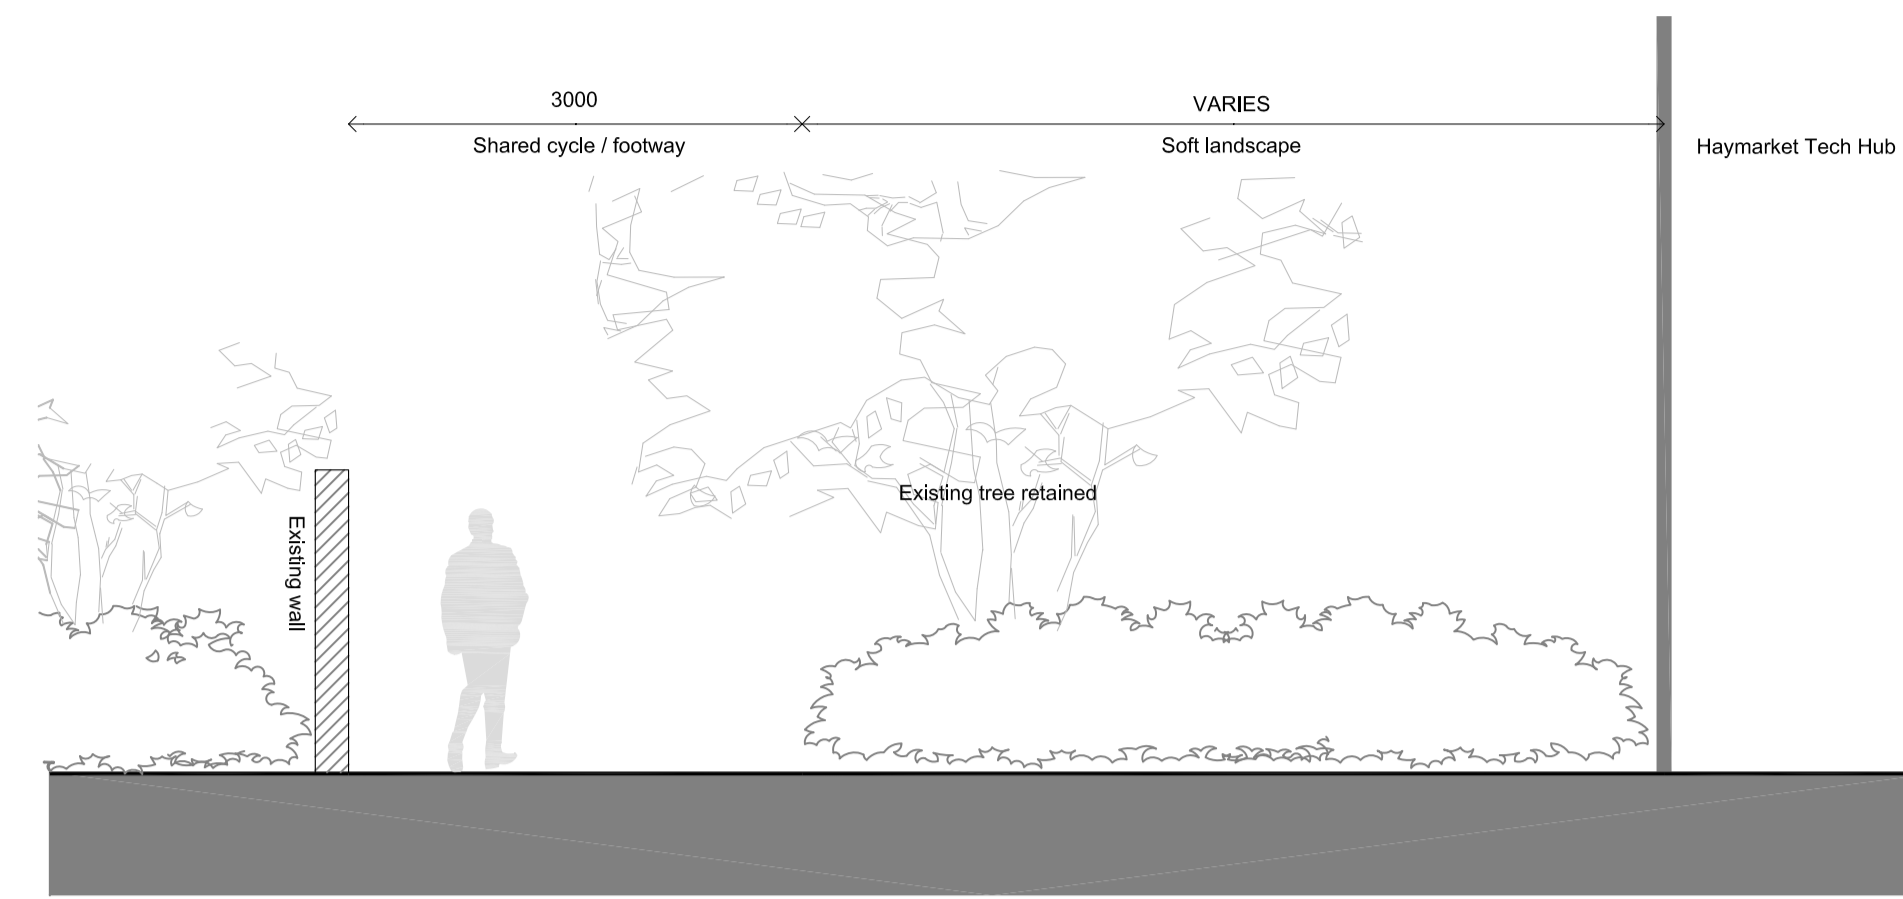 3000
VARIES
Shared cycle / footway
Soft landscape
Haymarket Tech Hub
Existing tree retained
Existing wall